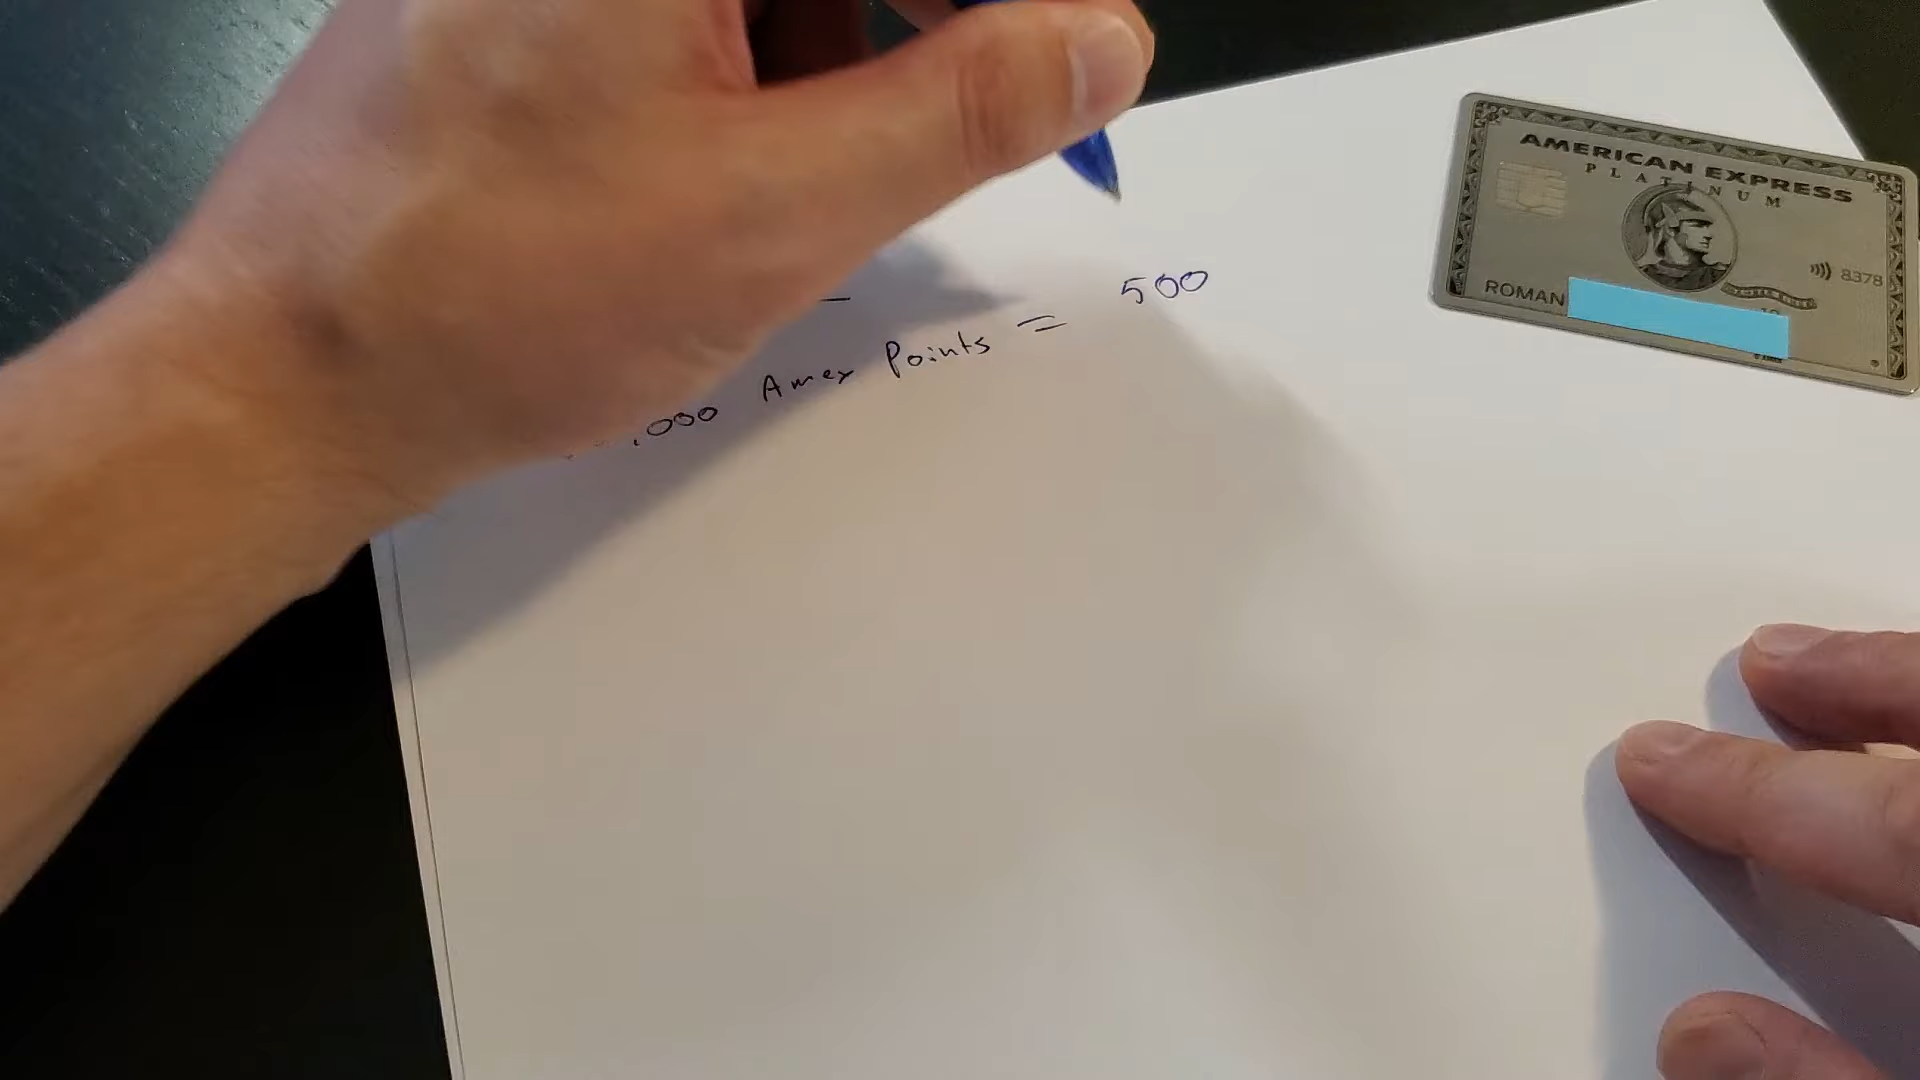 ,000 Amex Points = 500
AMERICAN EXPRESS
PLATINUM
8378
ROMAN